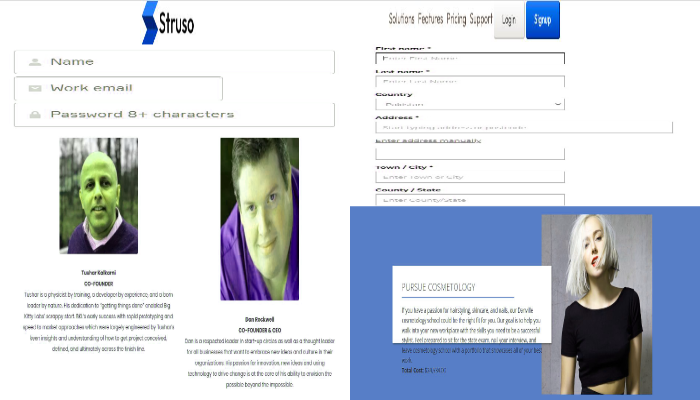 Struso
Solutions Features Pricing Support Login Signup
Name
Work email
Password 8+ characters
First name *
Enter First Name
Last name *
Enter Last Name
Country
Pakistan
Address *
Start typing address or postcode
Enter address manually
Town / City *
Enter Town or City
County / State
Enter County/State
Tushar Kulkarni
CO-FOUNDER
Tushar is a physicist by training, a developer by experience, and a born
leader by nature. His dedication to "getting things done" enabled Big
Kitty Labs' scrappy start. BKL's early success with rapid prototyping and
speed to market approaches which were largely engineered by Tushar's
keen insights and understanding of how to get project conceived,
defined, and ultimately across the finish line.
Dan Rockwell
CO-FOUNDER & CEO
Dan is a respected leader in start-up circles as well as a thought leader
for all businesses that want to embrace new ideas and nurture in their
organizations. His passion for innovation, new ideas and using
technology to drive change is at the core of his ability to envision the
possible beyond the impossible.
PURSUE COSMETOLOGY
If you have a passion for hairstyling, skincare, and nails, our Danville
cosmetology school could be the right fit for you. Our goal is to help you
walk into your new workplace with the skills you need to be a successful
stylist. Feel prepared to sit for the state exam, nail your interview, and
leave cosmetology school with a portfolio that showcases all of your best
work.
Total Cost: